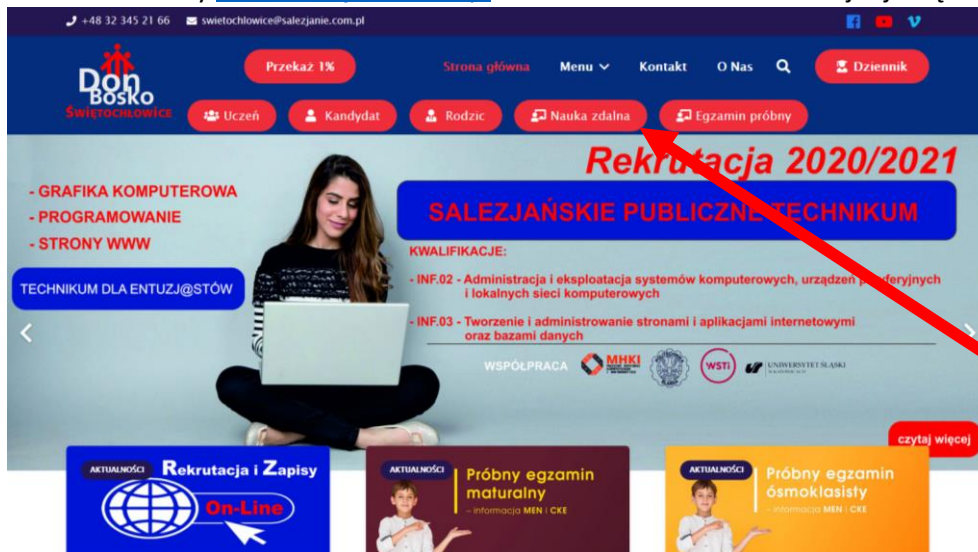 +48 32 345 21 66 swietochlowice@salezjanie.com.pl
Don Bosko
Świętochłowice
Przekaż 1%
Strona główna Menu Kontakt O Nas Dziennik
Uczeń Kandydat Rodzic Nauka zdalna Egzamin próbny
Rekrutacja 2020/2021
- GRAFIKA KOMPUTEROWA
- PROGRAMOWANIE
- STRONY WWW
TECHNIKUM DLA ENTUZJ@STÓW
SALEZJAŃSKIE PUBLICZNE TECHNIKUM
KWALIFIKACJE:
- INF.02 - Administracja i eksploatacja systemów komputerowych, urządzeń peryferyjnych
i lokalnych sieci komputerowych
- INF.03 - Tworzenie i administrowanie stronami i aplikacjami internetowymi
oraz bazami danych
WSPÓŁPRACA MHKI WSTi UNIWERSYTET ŚLĄSKI
czytaj więcej
AKTUALNOŚCI Rekrutacja i Zapisy
On-Line
AKTUALNOŚCI Próbny egzamin
maturalny
- informacja MEN i CKE
AKTUALNOŚCI Próbny egzamin
ósmoklasisty
- informacja MEN i CKE